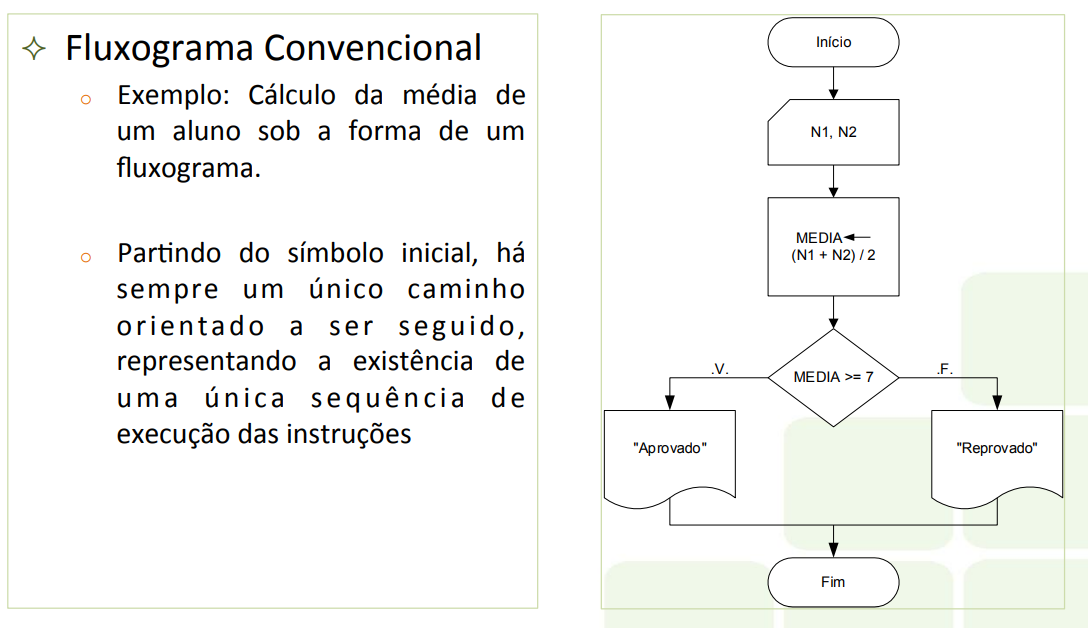 Fluxograma Convencional
Exemplo: Cálculo da média de
um aluno sob a forma de um
fluxograma.
Partindo do símbolo inicial, há
sempre um único caminho
orientado a ser seguido,
representando a existência de
uma única sequência de
execução das instruções
Início
N1, N2
MEDIA
(N1 + N2) / 2
MEDIA >= 7
.V.
.F.
"Aprovado"
"Reprovado"
Fim